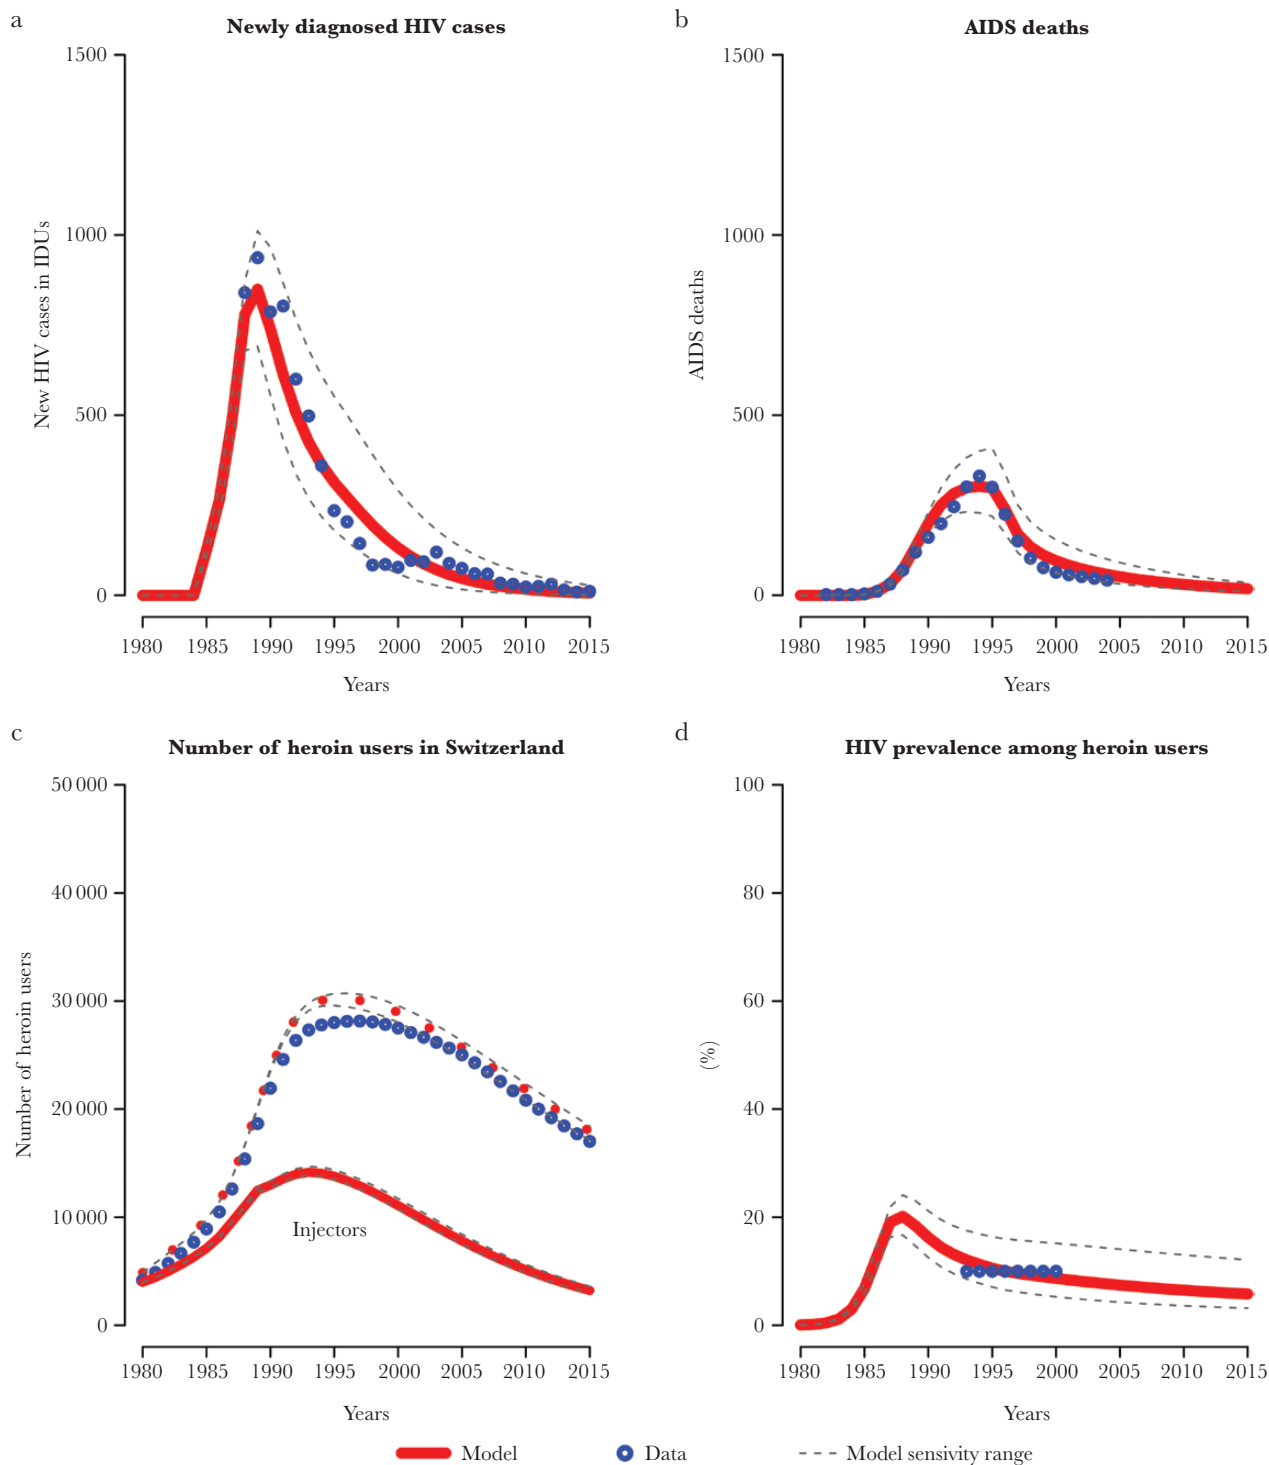 a
Newly diagnosed HIV cases
1500
1000
500
0
New HIV cases in IDUs
1980 1985 1990 1995 2000 2005 2010 2015
Years
b
AIDS deaths
1500
1000
500
0
AIDS deaths
1980 1985 1990 1995 2000 2005 2010 2015
Years
c
Number of heroin users in Switzerland
50 000
40 000
30 000
20 000
10 000
0
Number of heroin users
Injectors
1980 1985 1990 1995 2000 2005 2010 2015
Years
d
HIV prevalence among heroin users
100
80
60
40
20
0
(%)
1980 1985 1990 1995 2000 2005 2010 2015
Years
Model Data Model sensivity range